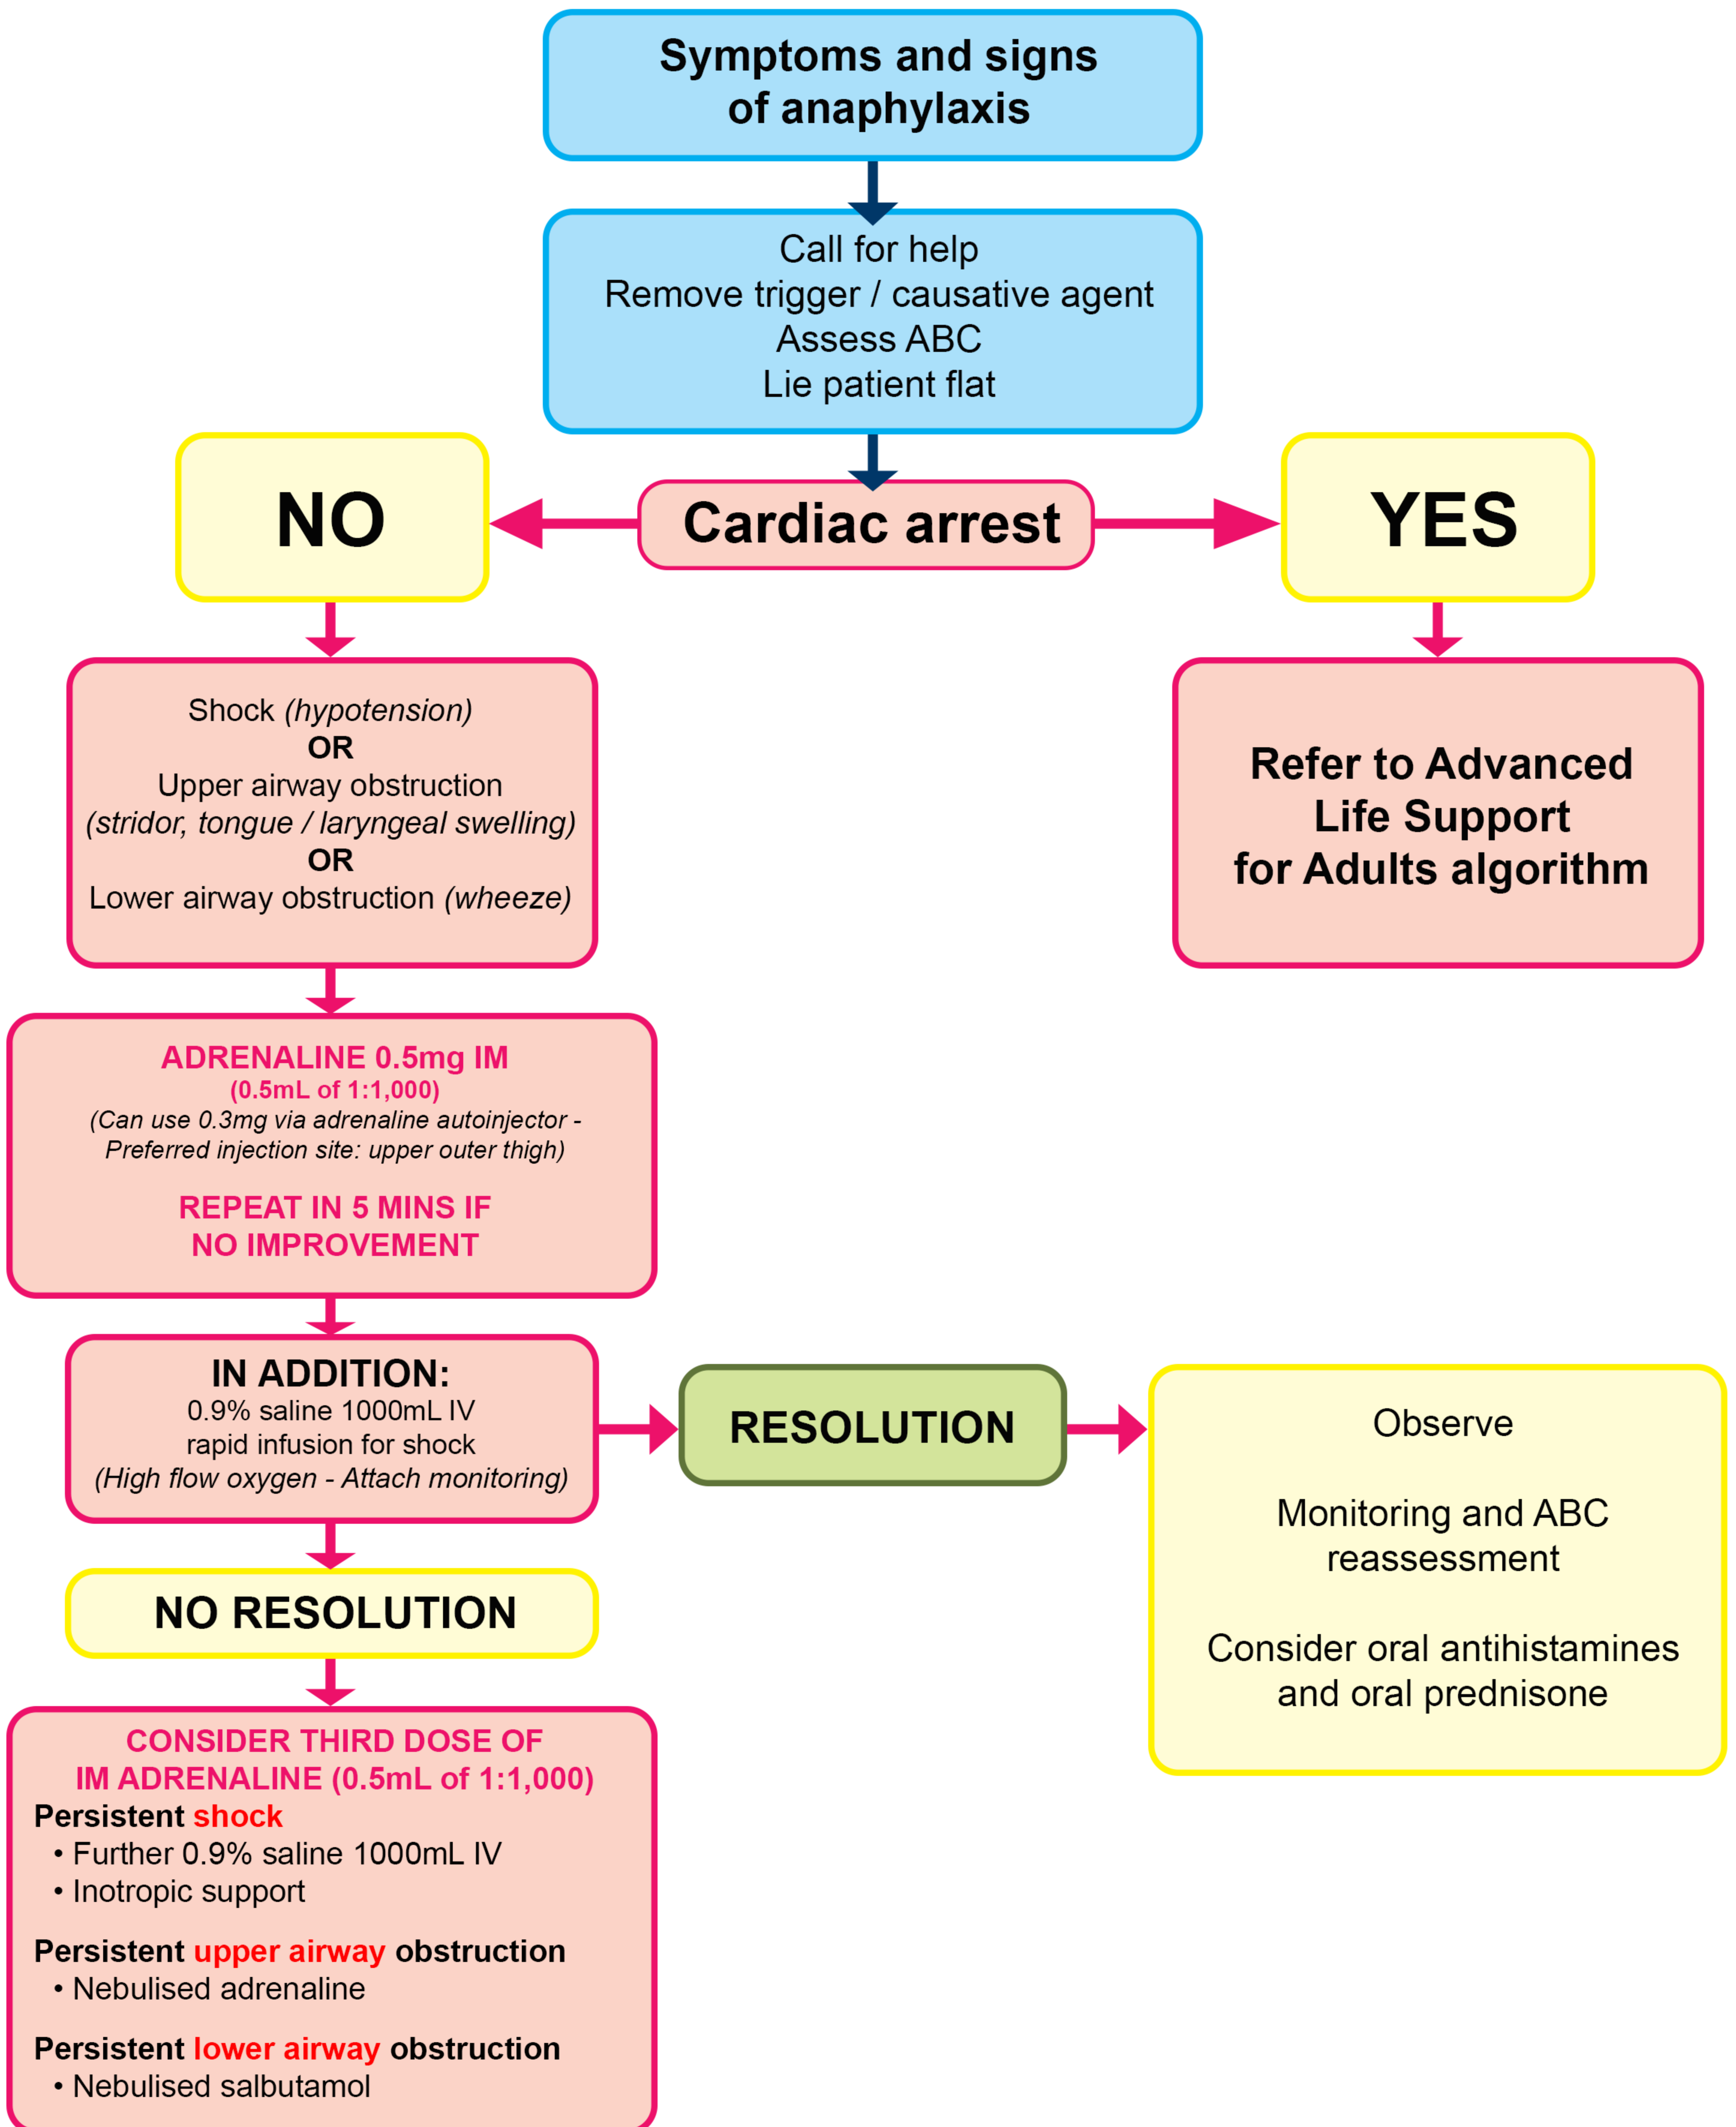 Symptoms and signs
of anaphylaxis
Call for help
Remove trigger / causative agent
Assess ABC
Lie patient flat
NO
Cardiac arrest
YES
Shock (hypotension)
OR
Upper airway obstruction
(stridor, tongue / laryngeal swelling)
OR
Lower airway obstruction (wheeze)
Refer to Advanced
Life Support
for Adults algorithm
ADRENALINE 0.5mg IM
(0.5mL of 1:1,000)
(Can use 0.3mg via adrenaline autoinjector -
Preferred injection site: upper outer thigh)
REPEAT IN 5 MINS IF
NO IMPROVEMENT
IN ADDITION:
0.9% saline 1000mL IV
rapid infusion for shock
(High flow oxygen - Attach monitoring)
RESOLUTION
Observe
Monitoring and ABC
reassessment
Consider oral antihistamines
and oral prednisone
NO RESOLUTION
CONSIDER THIRD DOSE OF
IM ADRENALINE (0.5mL of 1:1,000)
Persistent shock
• Further 0.9% saline 1000mL IV
• Inotropic support
Persistent upper airway obstruction
• Nebulised adrenaline
Persistent lower airway obstruction
• Nebulised salbutamol